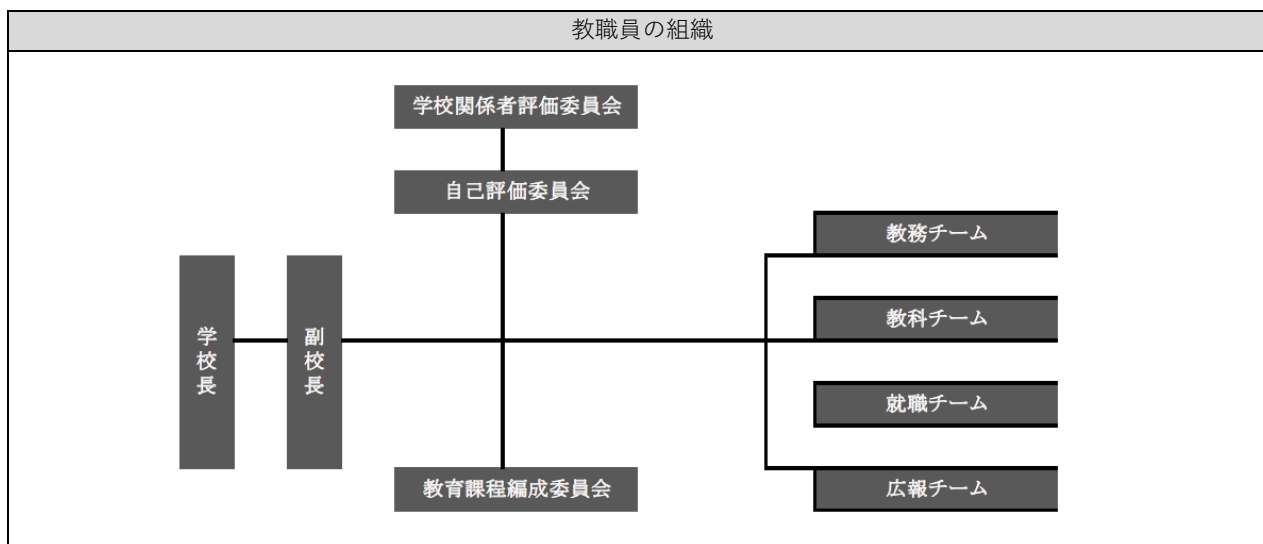 教職員の組織
学校関係者評価委員会
自己評価委員会
学校長
副校長
教務チーム
教科チーム
就職チーム
教育課程編成委員会
広報チーム